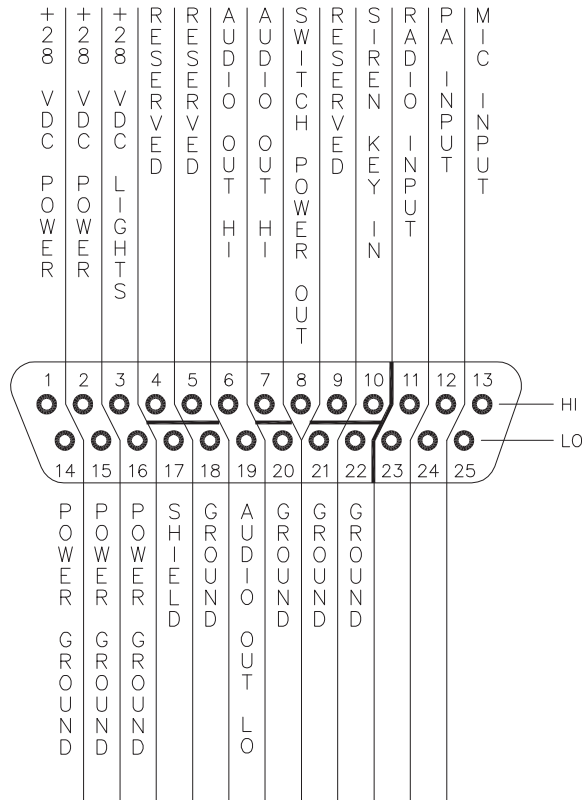 +28 VDC POWER
+28 VDC POWER
+28 VDC LIGHTS
RESERVED
RESERVED
AUDIO OUT HI
AUDIO OUT HI
SWITCH POWER OUT
RESERVED
SIREN KEY IN
RADIO INPUT
PA INPUT
MIC INPUT
1 2 3 4 5 6 7 8 9 10 11 12 13
HI
LO
14 15 16 17 18 19 20 21 22 23 24 25
POWER GROUND
POWER GROUND
POWER GROUND
SHIELD
GROUND
AUDIO OUT LO
GROUND
GROUND
GROUND